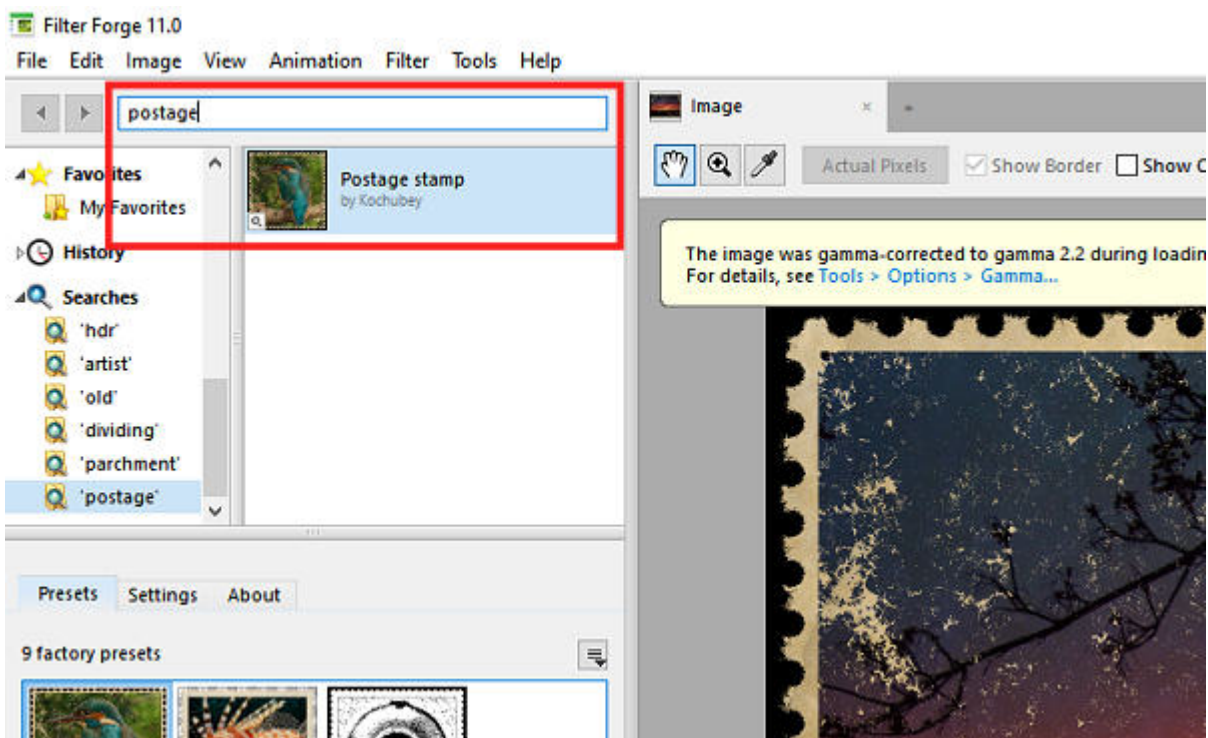 Filter Forge 11.0
File Edit Image View Animation Filter Tools Help
postage
Favorites
My Favorites
History
Searches
'hdr'
'artist'
'old'
'dividing'
'parchment'
'postage'
Postage stamp
by Kochubey
Presets Settings About
9 factory presets
Image
Actual Pixels Show Border Show
The image was gamma-corrected to gamma 2.2 during
For details, see Tools > Options > Gamma...